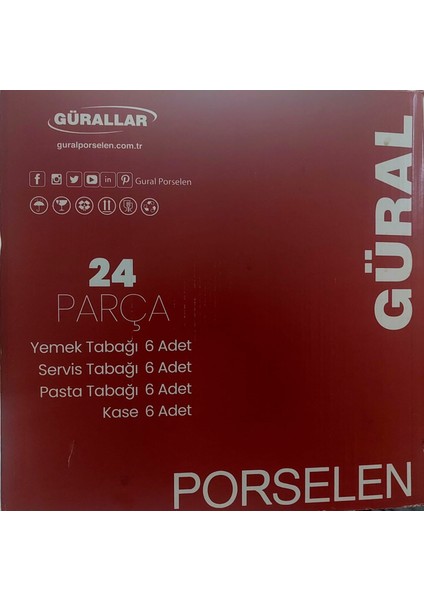 GÜRALLAR
guralporselen.com.tr
Gural Porselen
24
PARÇA
Yemek Tabağı 6 Adet
Servis Tabağı 6 Adet
Pasta Tabağı 6 Adet
Kase 6 Adet
GÜRAL
PORSELEN